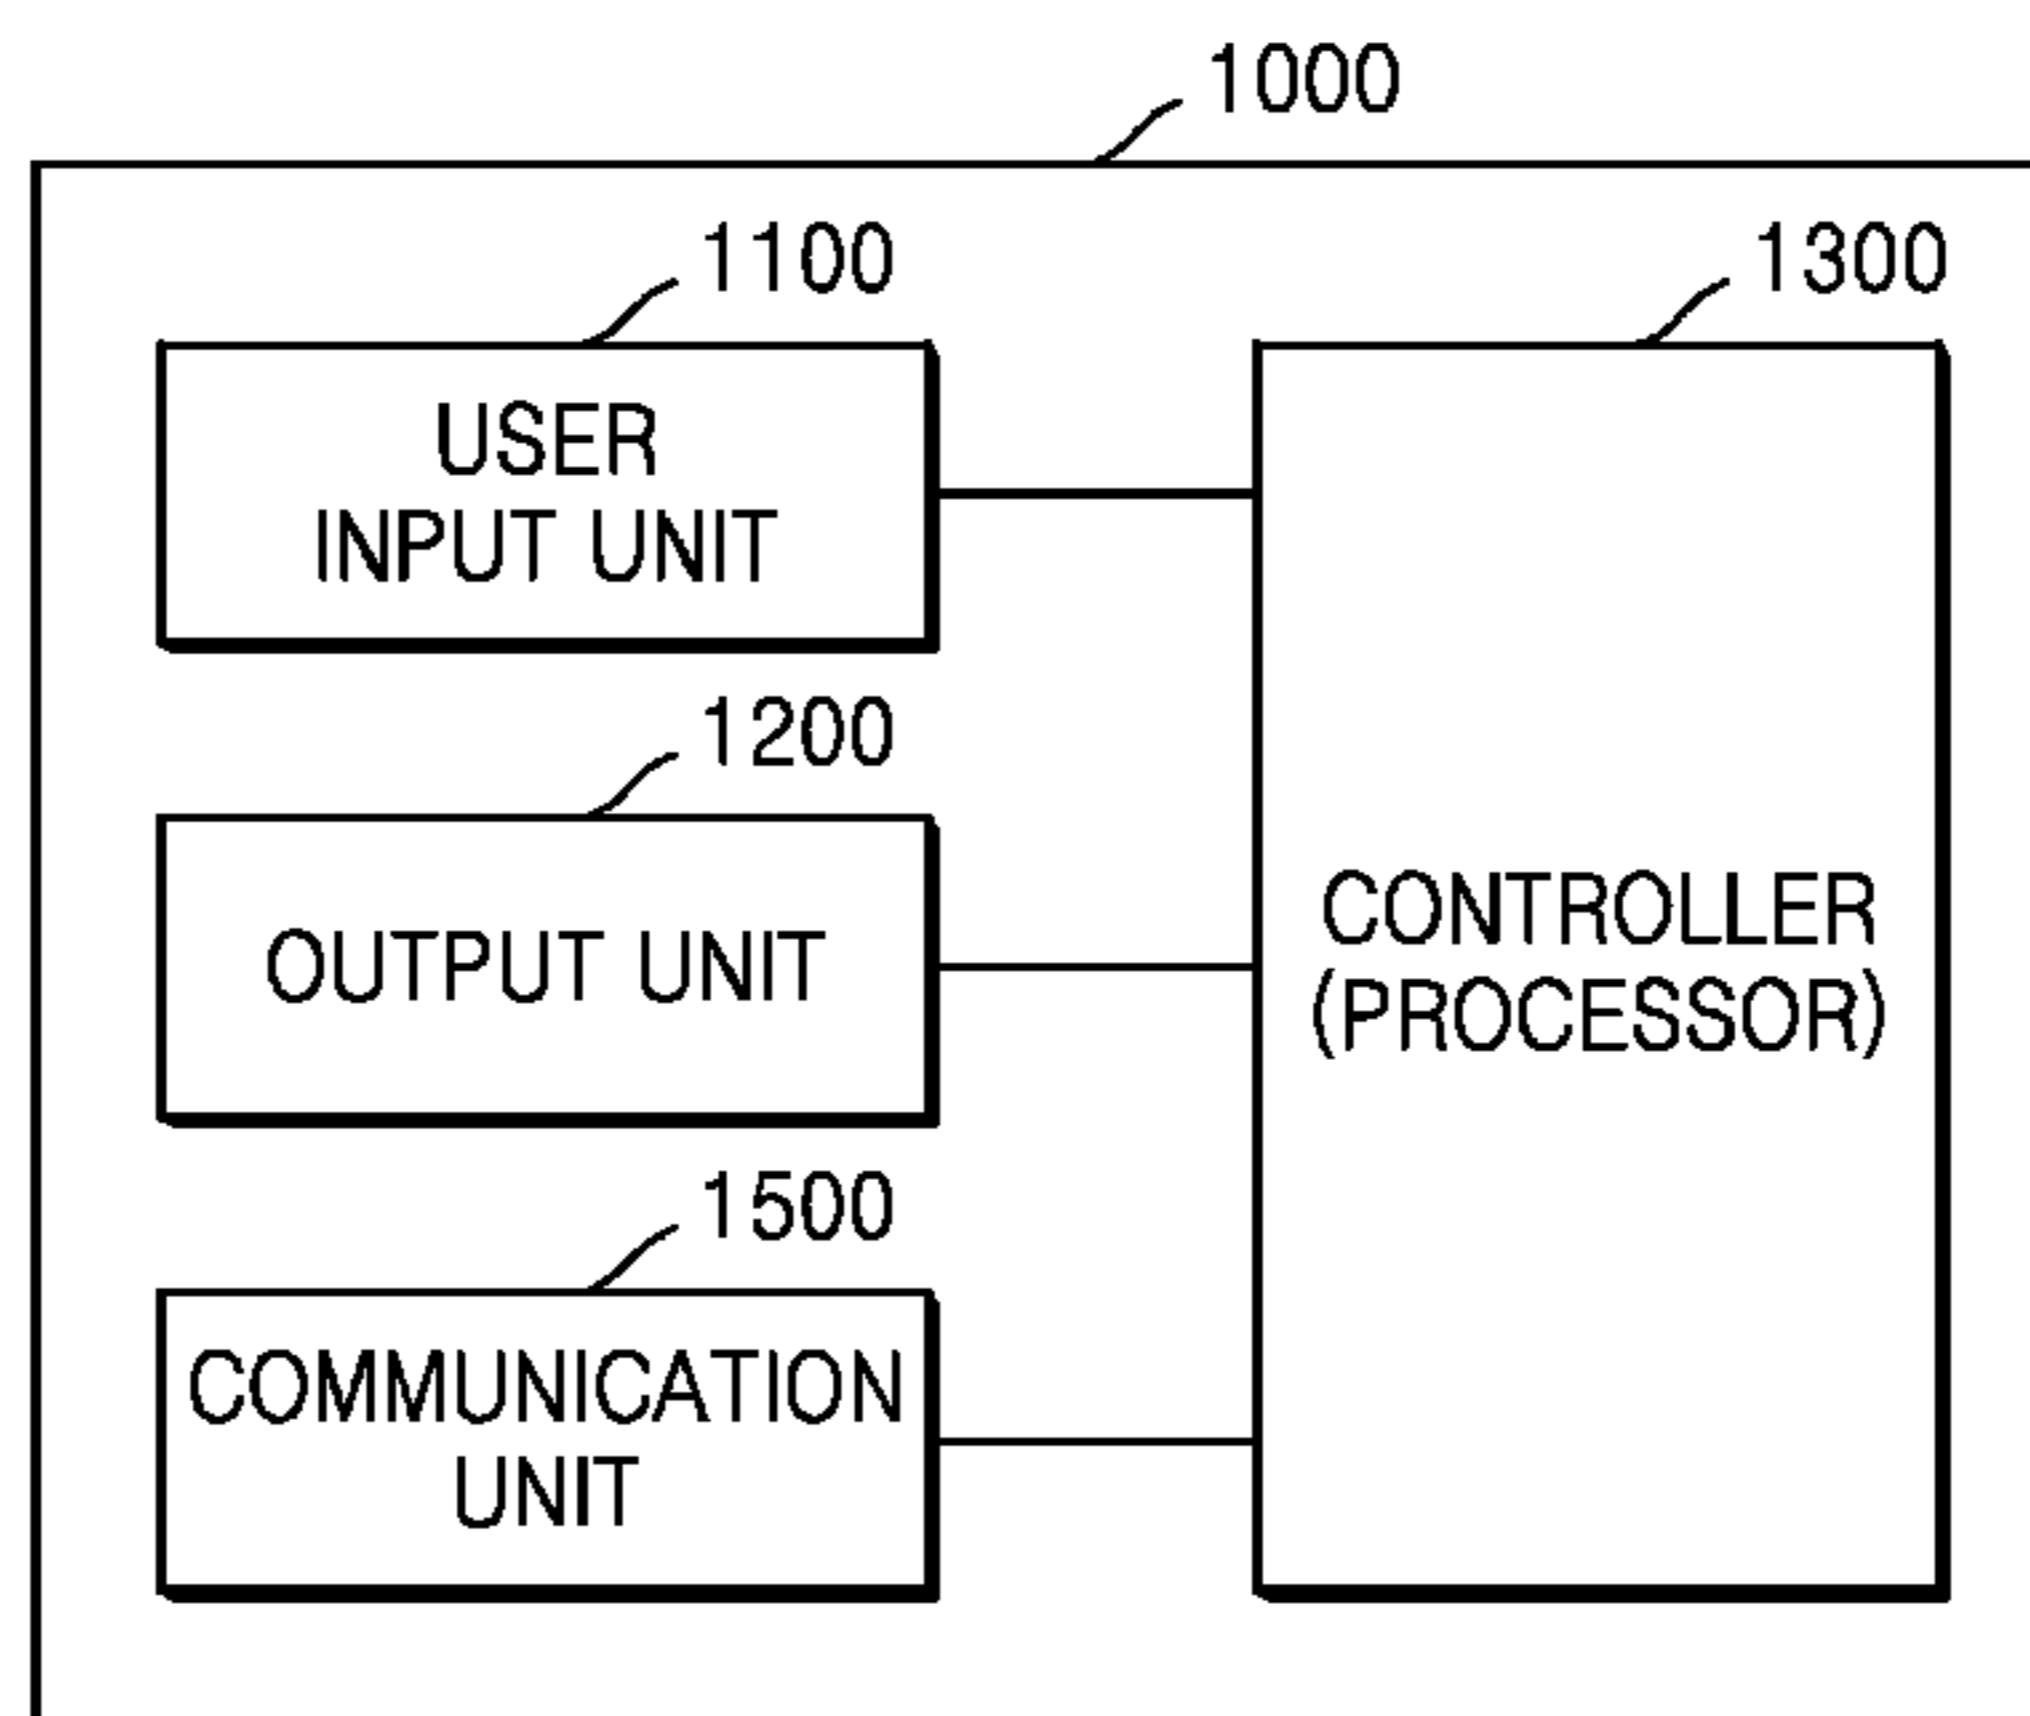 1000
1100
USER
INPUT UNIT
1200
OUTPUT UNIT
1500
COMMUNICATION
UNIT
1300
CONTROLLER
(PROCESSOR)